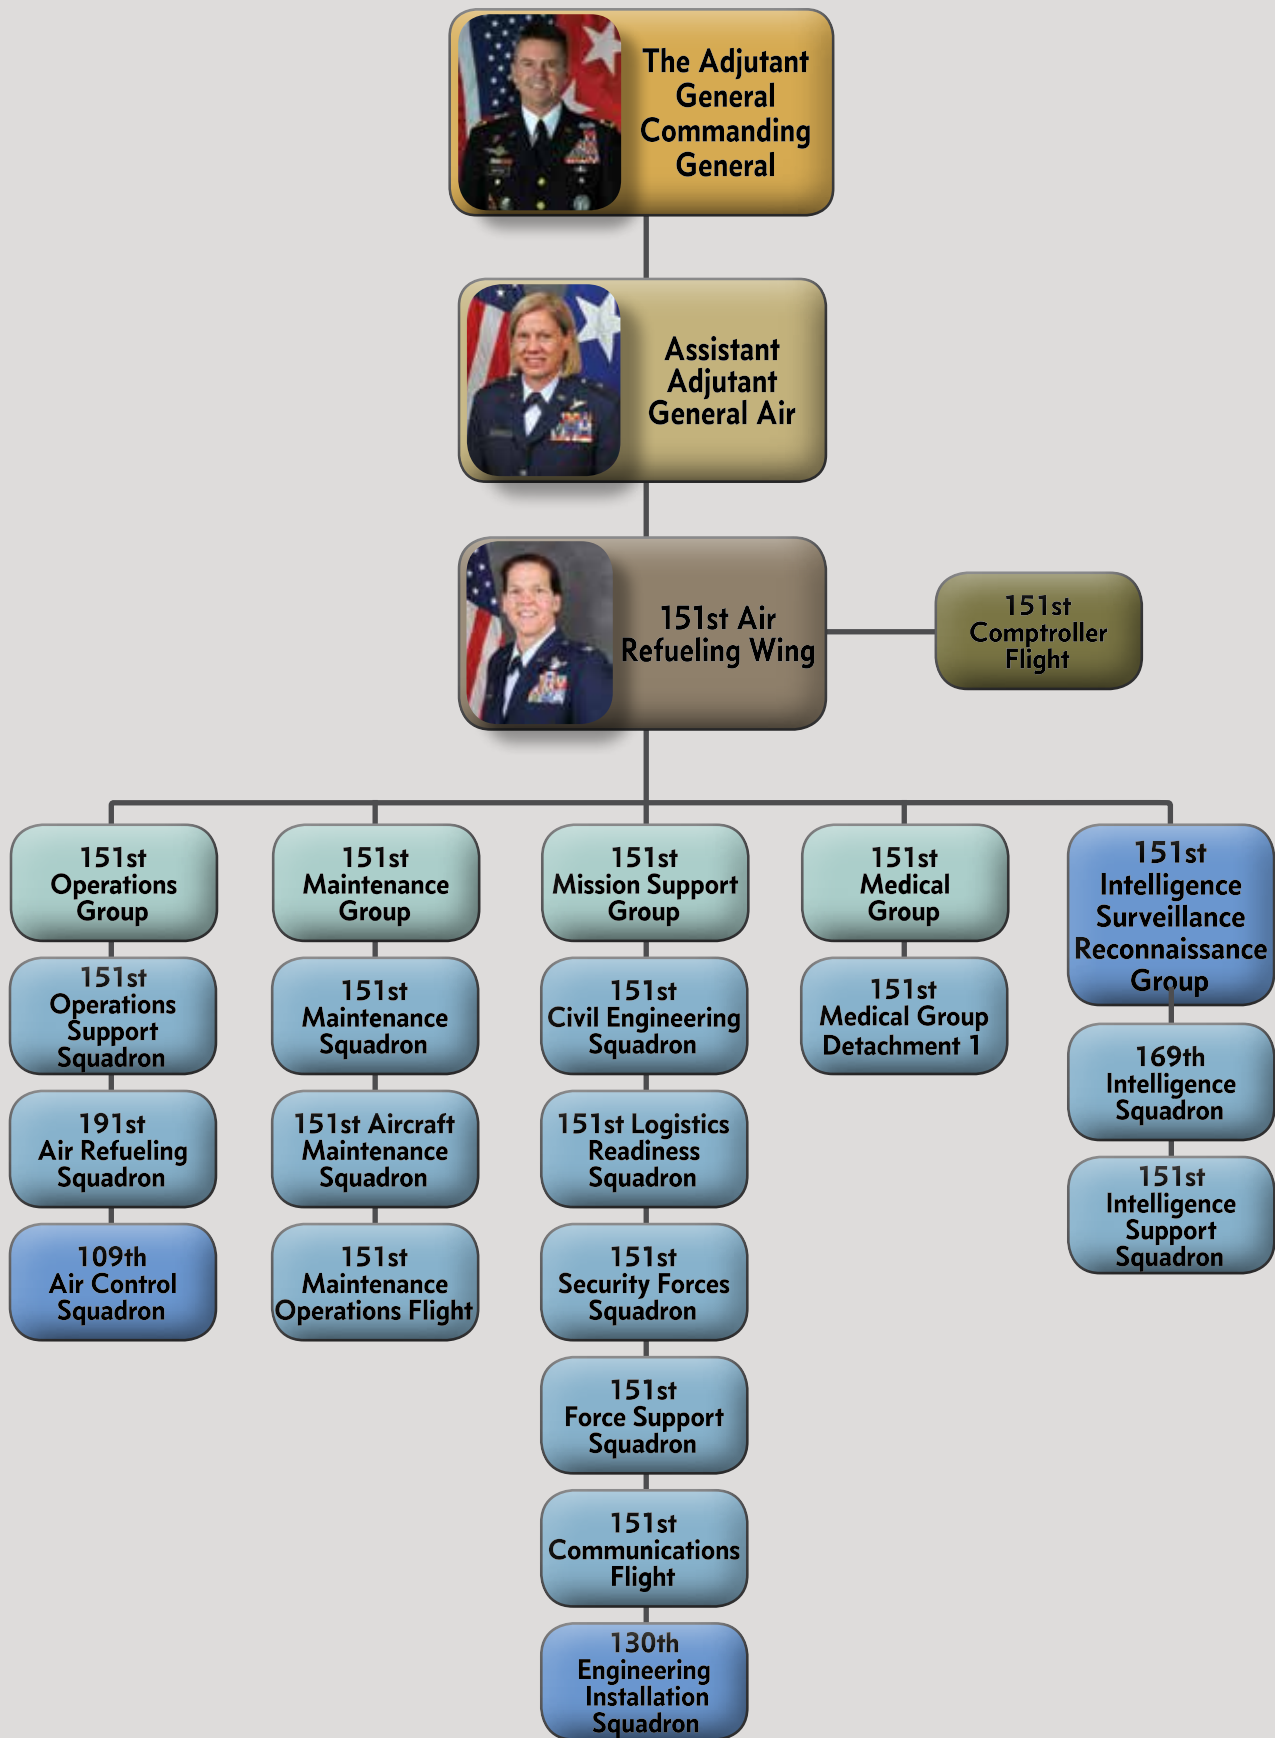 The Adjutant
General
Commanding
General
Assistant
Adjutant
General Air
151st Air
Refueling Wing
151st
Comptroller
Flight
151st
Operations
Group
151st
Operations
Support
Squadron
191st
Air Refueling
Squadron
109th
Air Control
Squadron
151st
Maintenance
Group
151st
Maintenance
Squadron
151st Aircraft
Maintenance
Squadron
151st
Maintenance
Operations Flight
151st
Mission Support
Group
151st
Civil Engineering
Squadron
151st Logistics
Readiness
Squadron
151st
Security Forces
Squadron
151st
Force Support
Squadron
151st
Communications
Flight
130th
Engineering
Installation
Squadron
151st
Medical
Group
151st
Medical Group
Detachment 1
151st
Intelligence
Surveillance
Reconnaissance
Group
169th
Intelligence
Squadron
151st
Intelligence
Support
Squadron